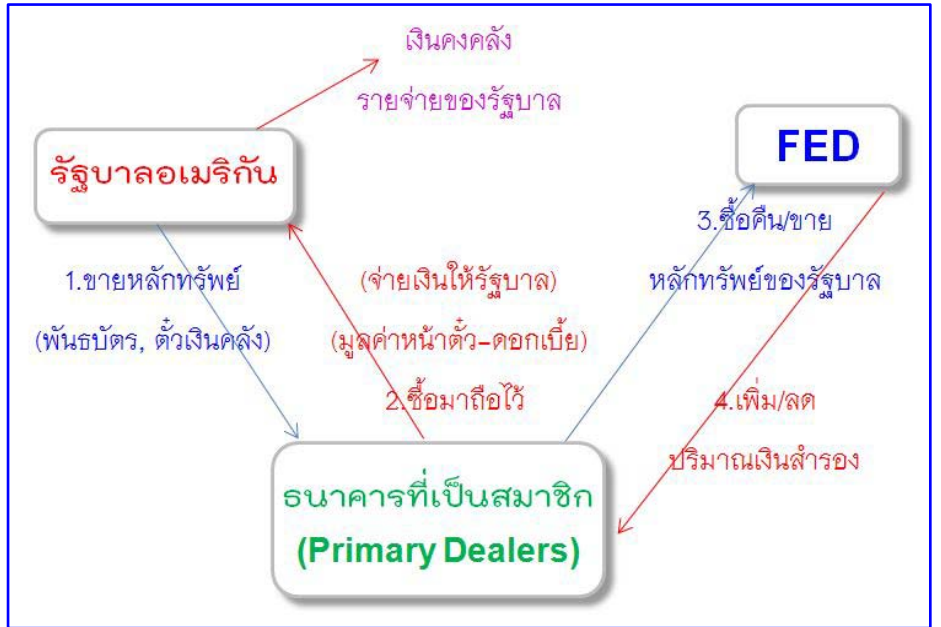 เงินคงคลัง
รายจ่ายของรัฐบาล
รัฐบาลอเมริกัน
FED
1.ขายหลักทรัพย์
(พันธบัตร, ตั๋วเงินคลัง)
(จ่ายเงินให้รัฐบาล)
(มูลค่าหน้าตั๋ว-ดอกเบี้ย)
2.ซื้อมาถือไว้
3.ซื้อคืน/ขาย
หลักทรัพย์ของรัฐบาล
4.เพิ่ม/ลด
ปริมาณเงินสำรอง
ธนาคารที่เป็นสมาชิก
(Primary Dealers)